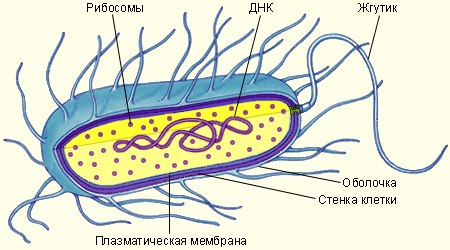 Рибосомы
ДНК
Жгутик
Оболочка
Стенка клетки
Плазматическая мембрана